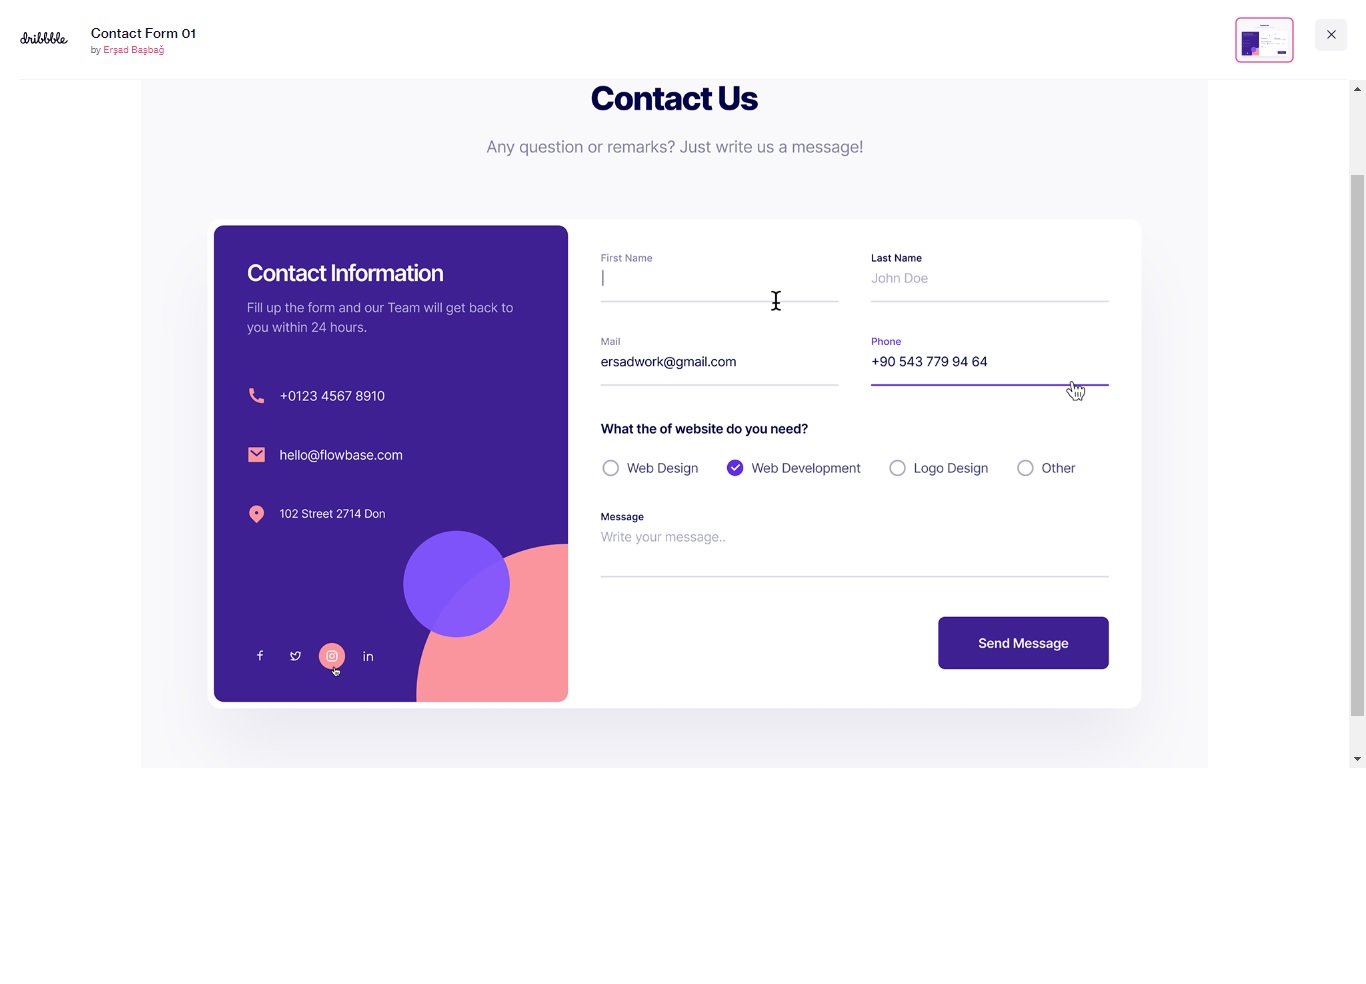 dribbble
Contact Form 01
by Erşad Başbağ
Contact Us
Any question or remarks? Just write us a message!
Contact Information
Fill up the form and our Team will get back to
you within 24 hours.
+0123 4567 8910
hello@flowbase.com
102 Street 2714 Don
in
First Name
Last Name
John Doe
Mail
Phone
ersadwork@gmail.com
+90 543 779 94 64
What the of website do you need?
Web Design
Web Development
Logo Design
Other
Message
Write your message..
Send Message